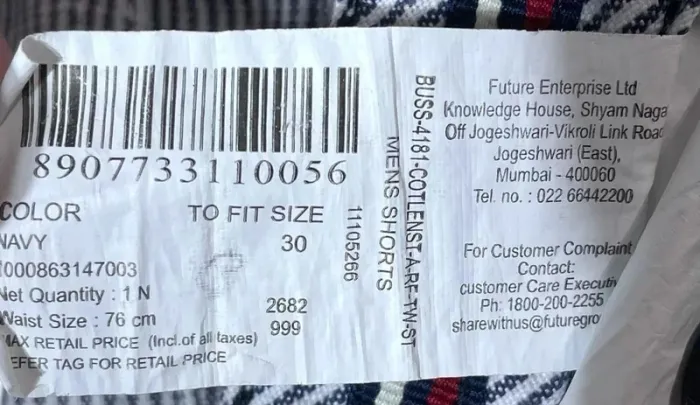 8907733110056
COLOR TO FIT SIZE
NAVY 30
1000863147003
Net Quantity : 1 N
Waist Size : 76 cm 2682
MAX RETAIL PRICE (Incl.of all taxes) 999
REFER TAG FOR RETAIL PRICE
11105266
MENS SHORTS
BUSS-4181-COTLENST-A-RF-TW-ST
Future Enterprise Ltd
Knowledge House, Shyam Naga
Off Jogeshwari-Vikroli Link Road
Jogeshwari (East),
Mumbai - 400060
Tel. no. : 022 66442200
For Customer Complaint
Contact:
customer Care Executiv
Ph: 1800-200-2255
sharewithus@futuregro